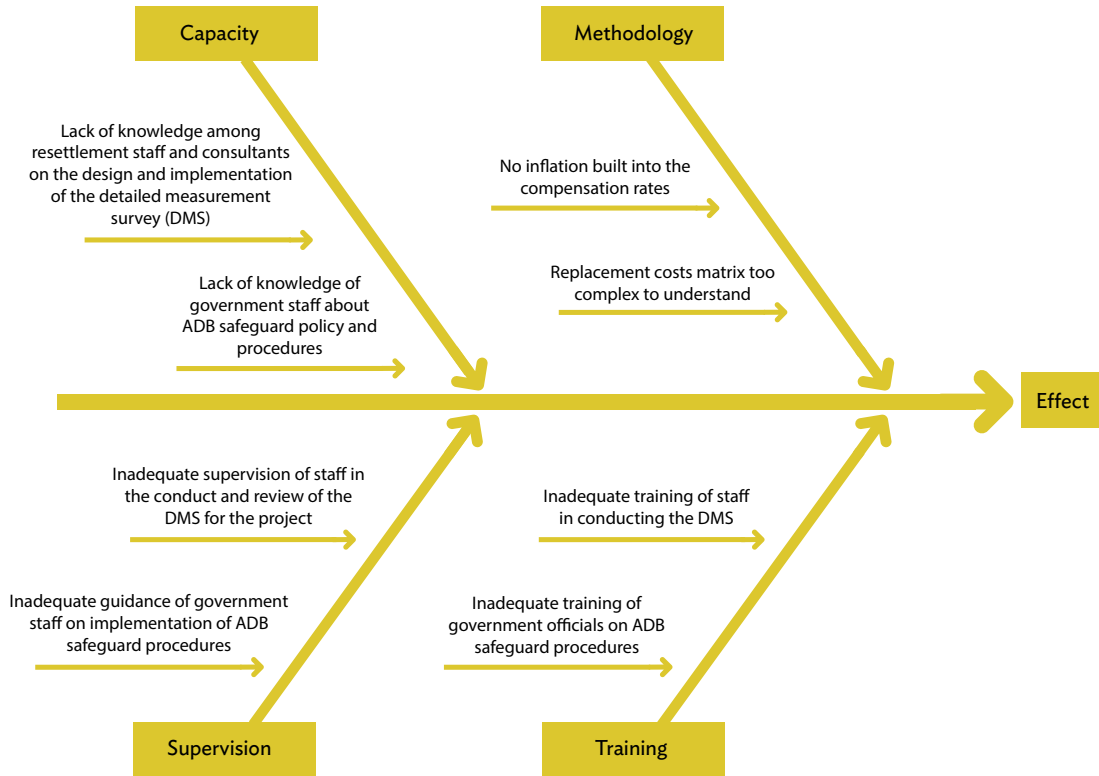 Capacity
Methodology
Lack of knowledge among
resettlement staff and consultants
on the design and implementation
of the detailed measurement
survey (DMS)
No inflation built into the
compensation rates
Lack of knowledge of
government staff about
ADB safeguard policy and
procedures
Replacement costs matrix too
complex to understand
Effect
Inadequate supervision of staff in
the conduct and review of the
DMS for the project
Inadequate training of staff
in conducting the DMS
Inadequate guidance of government
staff on implementation of ADB
safeguard procedures
Inadequate training of
government officials on ADB
safeguard procedures
Supervision
Training